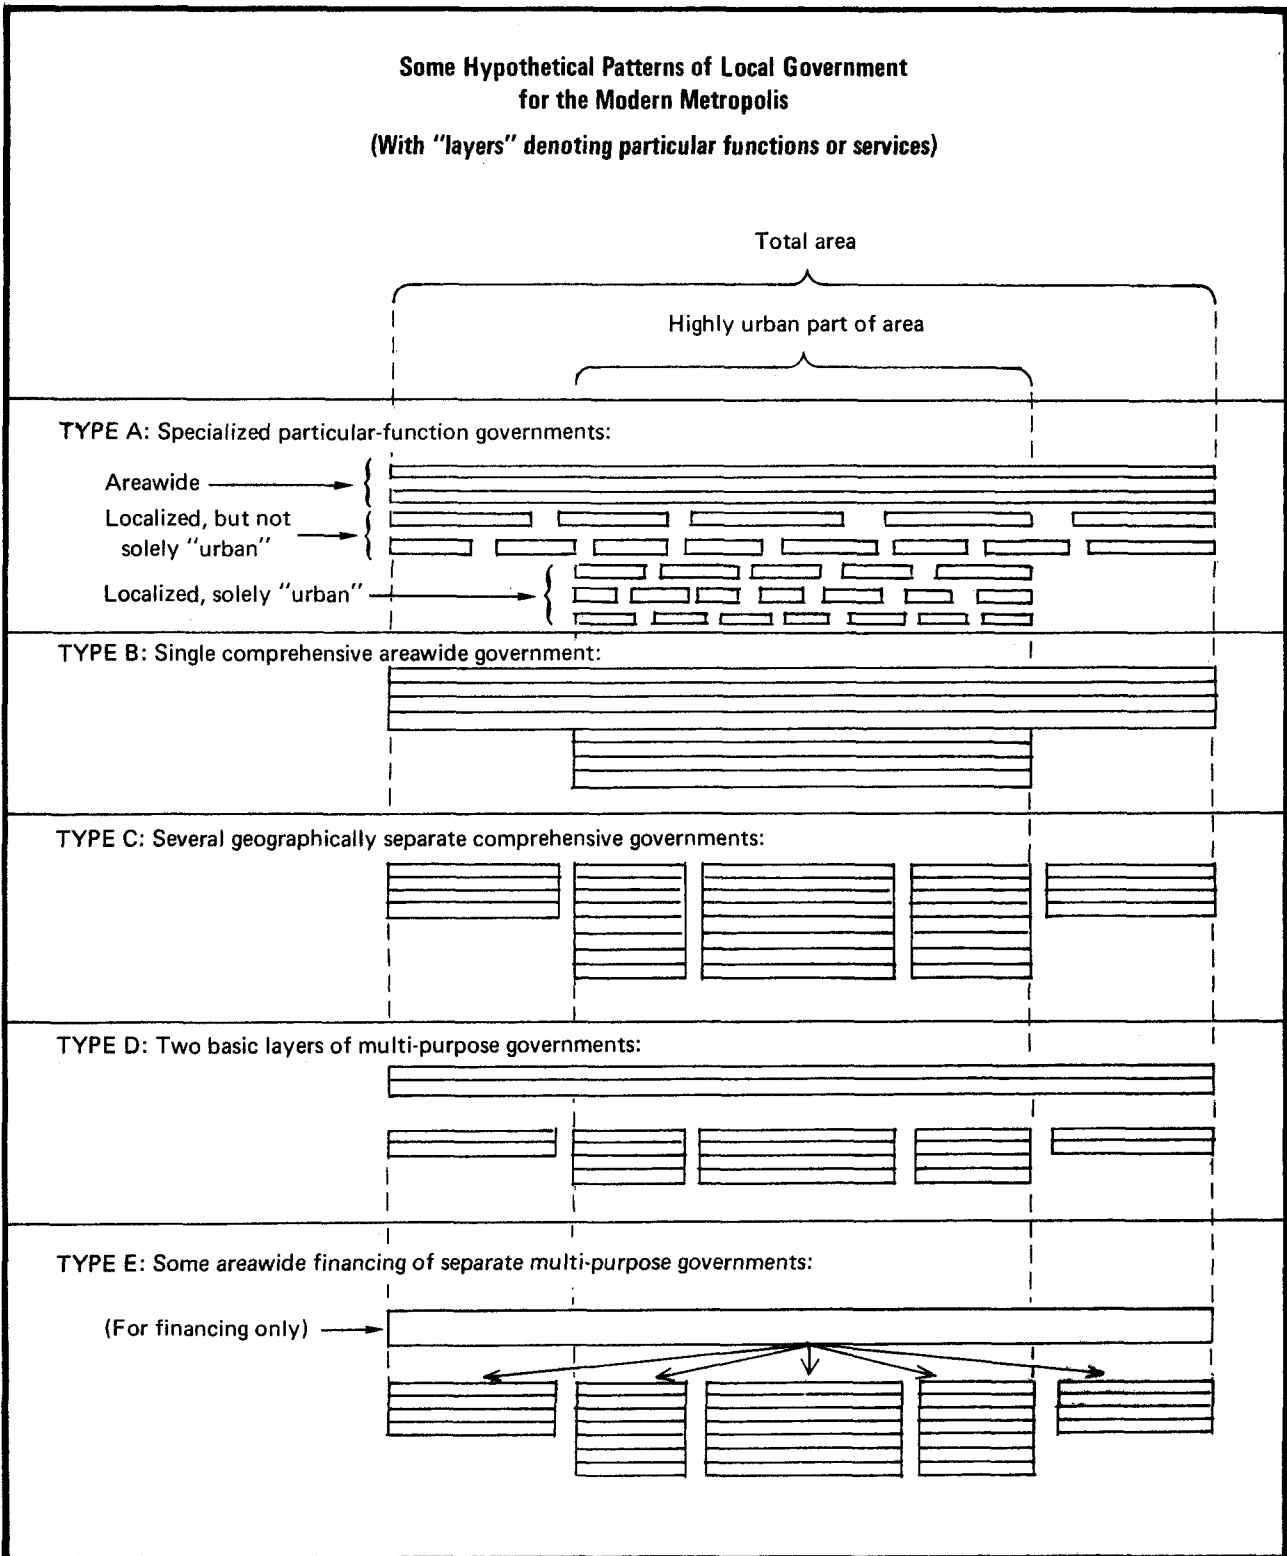 Some Hypothetical Patterns of Local Government
for the Modern Metropolis
(With "layers" denoting particular functions or services)
Total area
Highly urban part of area
TYPE A: Specialized particular-function governments:
Areawide
Localized, but not
solely "urban"
Localized, solely "urban"
TYPE B: Single comprehensive areawide government:
TYPE C: Several geographically separate comprehensive governments:
TYPE D: Two basic layers of multi-purpose governments:
TYPE E: Some areawide financing of separate multi-purpose governments:
(For financing only)